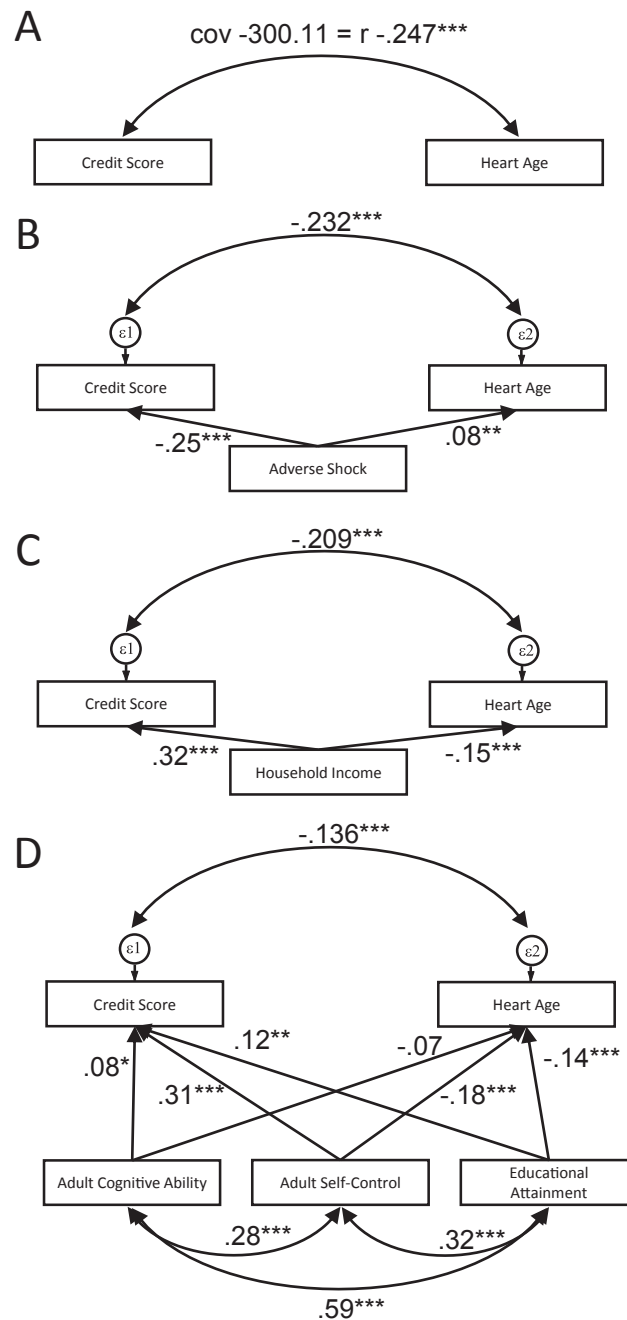 A
cov -300.11 = r -.247***
Credit Score
Heart Age
B
-.232***
ε1
ε2
Credit Score
Heart Age
-.25***
.08**
Adverse Shock
C
-.209***
ε1
ε2
Credit Score
Heart Age
.32***
-.15***
Household Income
D
-.136***
ε1
ε2
Credit Score
Heart Age
.08*
.31***
.12**
-.07
-.18***
-.14***
Adult Cognitive Ability
Adult Self-Control
Educational
Attainment
.28***
.32***
.59***